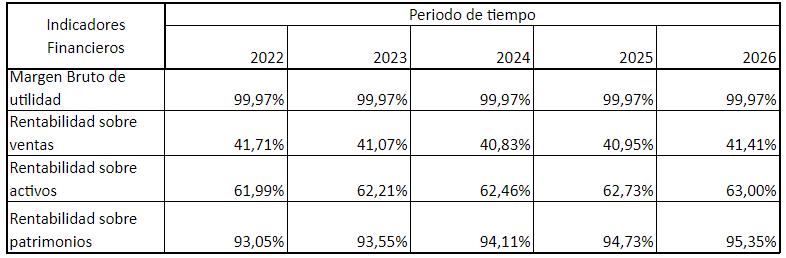 Indicadores
Financieros
Periodo de tiempo
2022 2023 2024 2025 2026
Margen Bruto de
utilidad 99,97% 99,97% 99,97% 99,97% 99,97%
Rentabilidad sobre
ventas 41,71% 41,07% 40,83% 40,95% 41,41%
Rentabilidad sobre
activos 61,99% 62,21% 62,46% 62,73% 63,00%
Rentabilidad sobre
patrimonios 93,05% 93,55% 94,11% 94,73% 95,35%